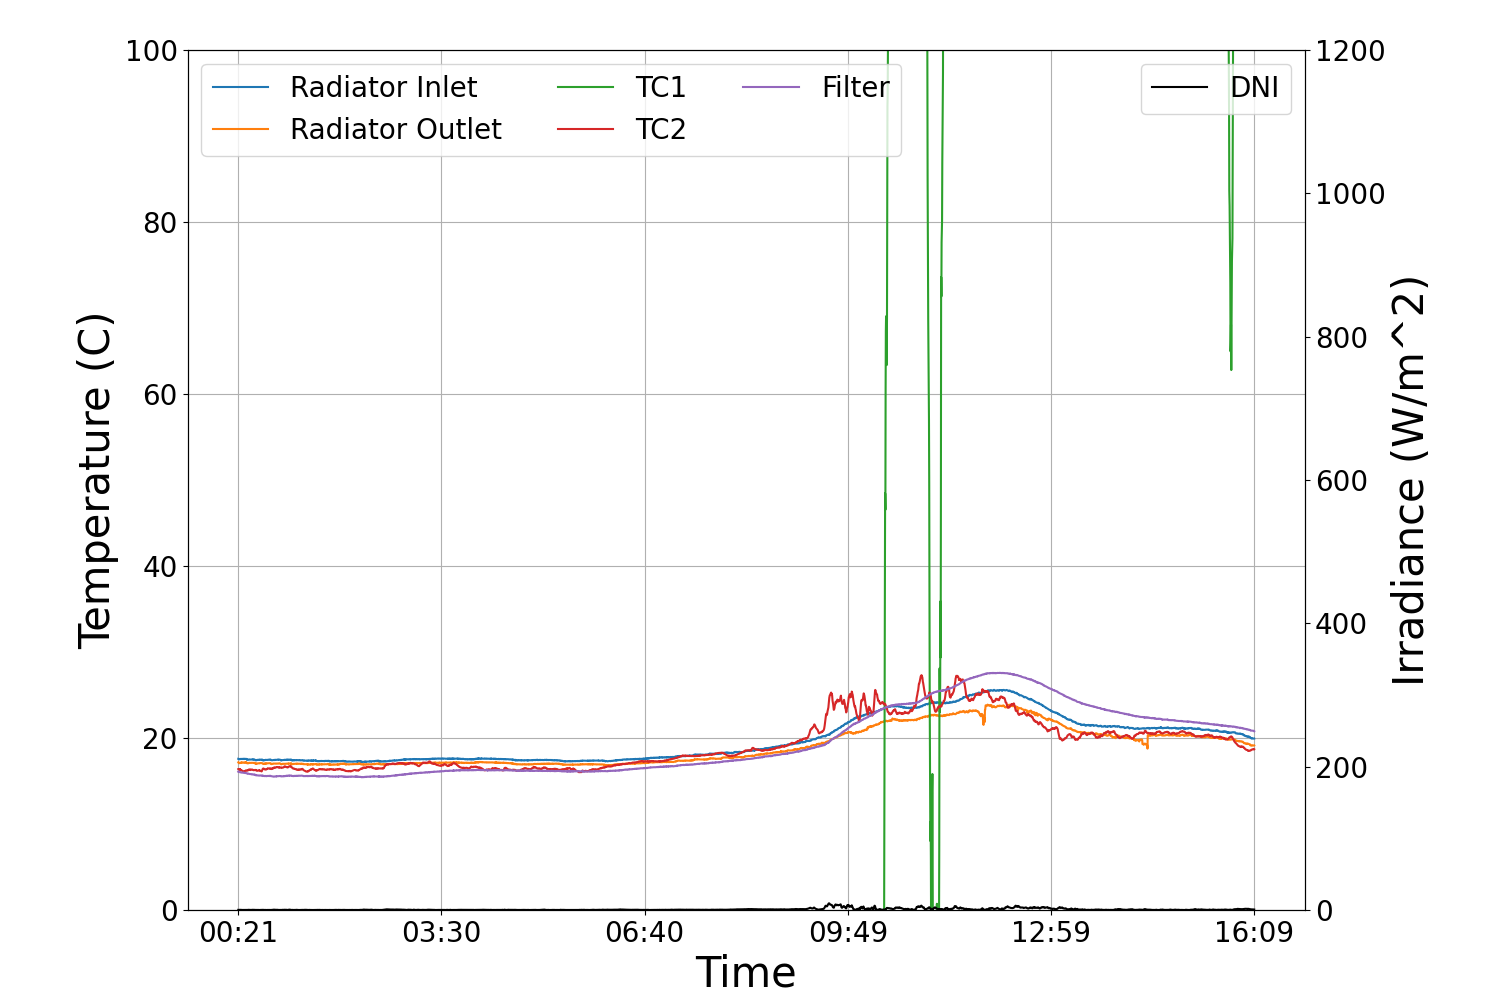 100
80
60
40
20
0
Temperature (C)
Radiator Inlet
Radiator Outlet
TC1
TC2
Filter
DNI
1200
1000
800
600
400
200
0
Irradiance (W/m^2)
00:21 03:30 06:40 09:49 12:59 16:09
Time